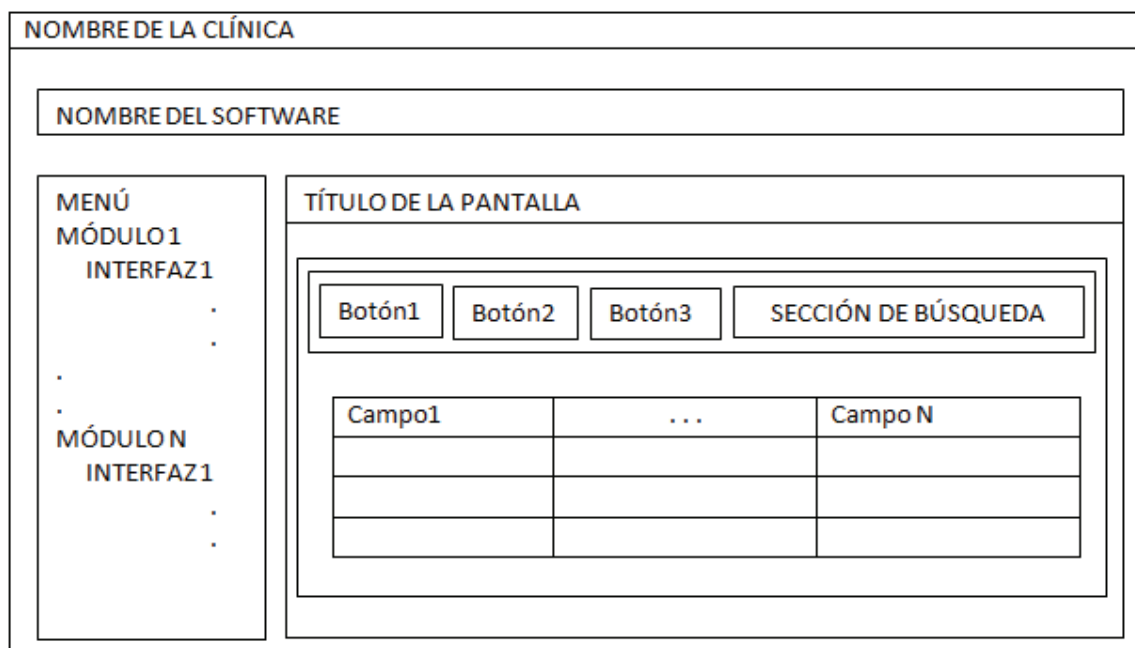 NOMBRE DE LA CLÍNICA
NOMBRE DEL SOFTWARE
MENÚ
MÓDULO 1
INTERFAZ 1
.
.
.
.
MÓDULO N
INTERFAZ 1
.
.
TÍTULO DE LA PANTALLA
Botón1 Botón2 Botón3 SECCIÓN DE BÚSQUEDA
Campo1 . . . Campo N